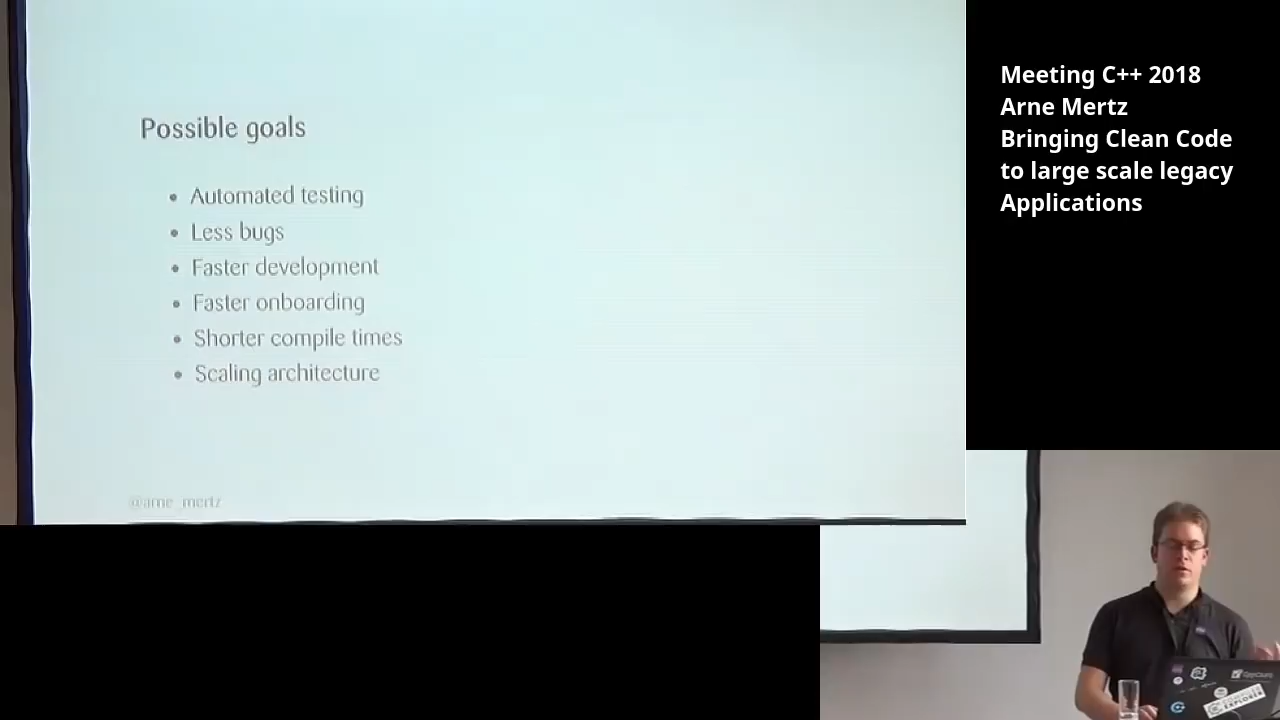 Possible goals
• Automated testing
• Less bugs
• Faster development
• Faster onboarding
• Shorter compile times
• Scaling architecture
@arne_mertz
Meeting C++ 2018
Arne Mertz
Bringing Clean Code
to large scale legacy
Applications
EXPLORER